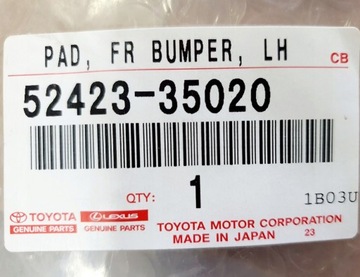 PAD, FR BUMPER, LH CB
52423-35020
QTY: 1 1B03U
TOYOTA LEXUS TOYOTA MOTOR CORPORATION
GENUINE PARTS GENUINE PARTS MADE IN JAPAN 23